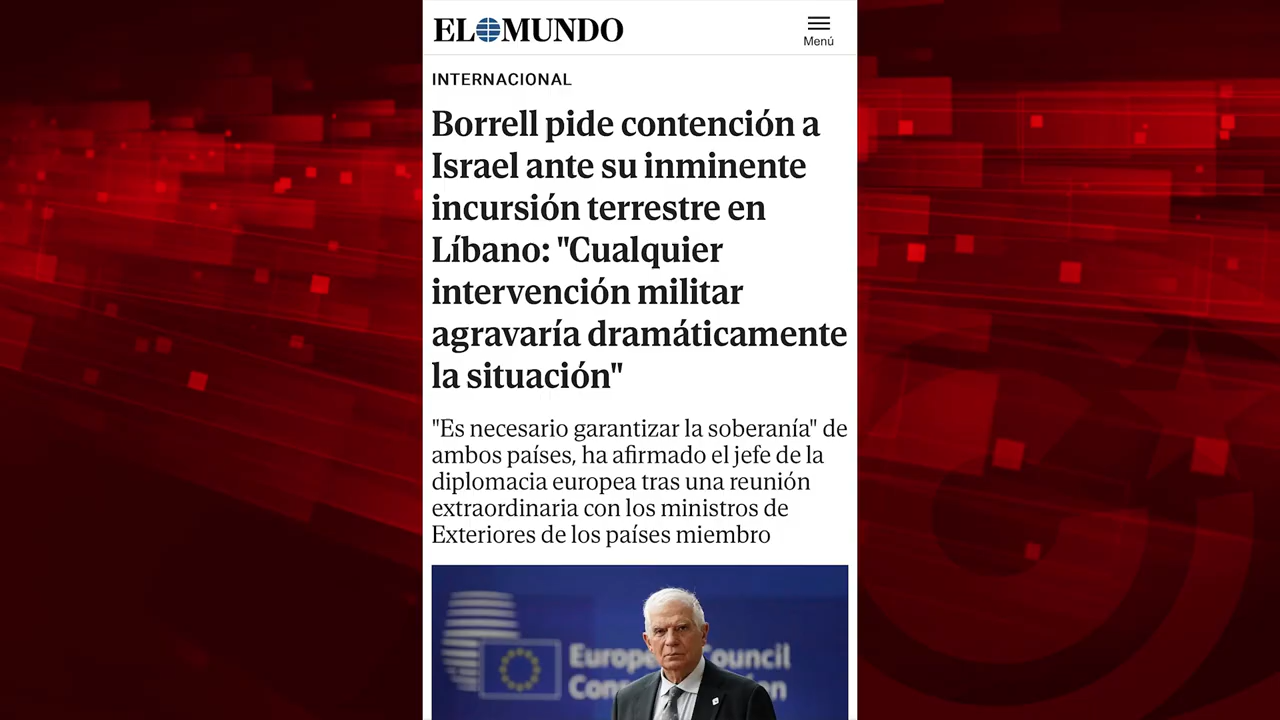 EL MUNDO
Menú
INTERNACIONAL
Borrell pide contención a
Israel ante su inminente
incursión terrestre en
Líbano: "Cualquier
intervención militar
agravaría dramáticamente
la situación"
"Es necesario garantizar la soberanía" de
ambos países, ha afirmado el jefe de la
diplomacia europea tras una reunión
extraordinaria con los ministros de
Exteriores de los países miembro